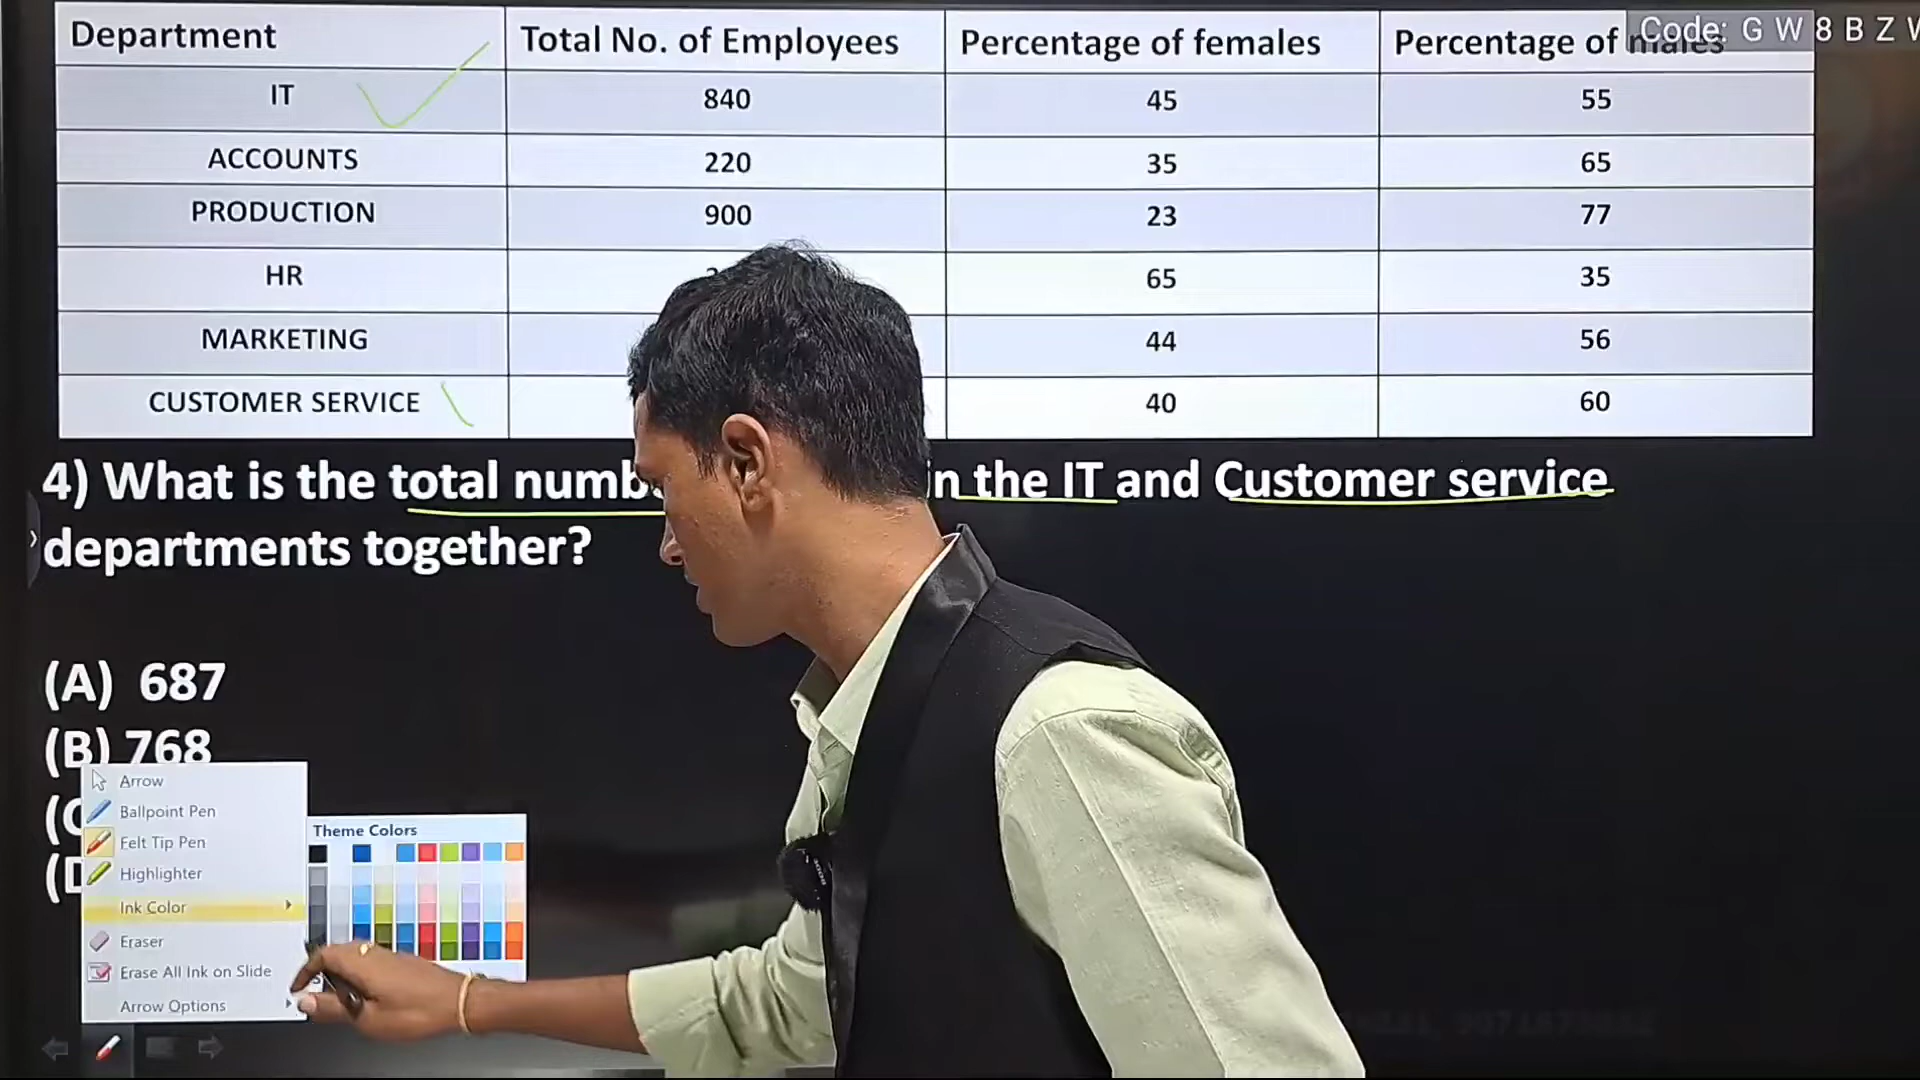 Department Total No. of Employees Percentage of females Percentage of males
Code: G W 8 B Z
IT 840 45 55
ACCOUNTS 220 35 65
PRODUCTION 900 23 77
HR 65 35
MARKETING 44 56
CUSTOMER SERVICE 40 60
4) What is the total in the IT and Customer service
departments together?
(A) 687
(B) 768
Arrow
Ballpoint Pen
Felt Tip Pen
Highlighter
Ink Color
Eraser
Erase All Ink on Slide
Arrow Options
Theme Colors